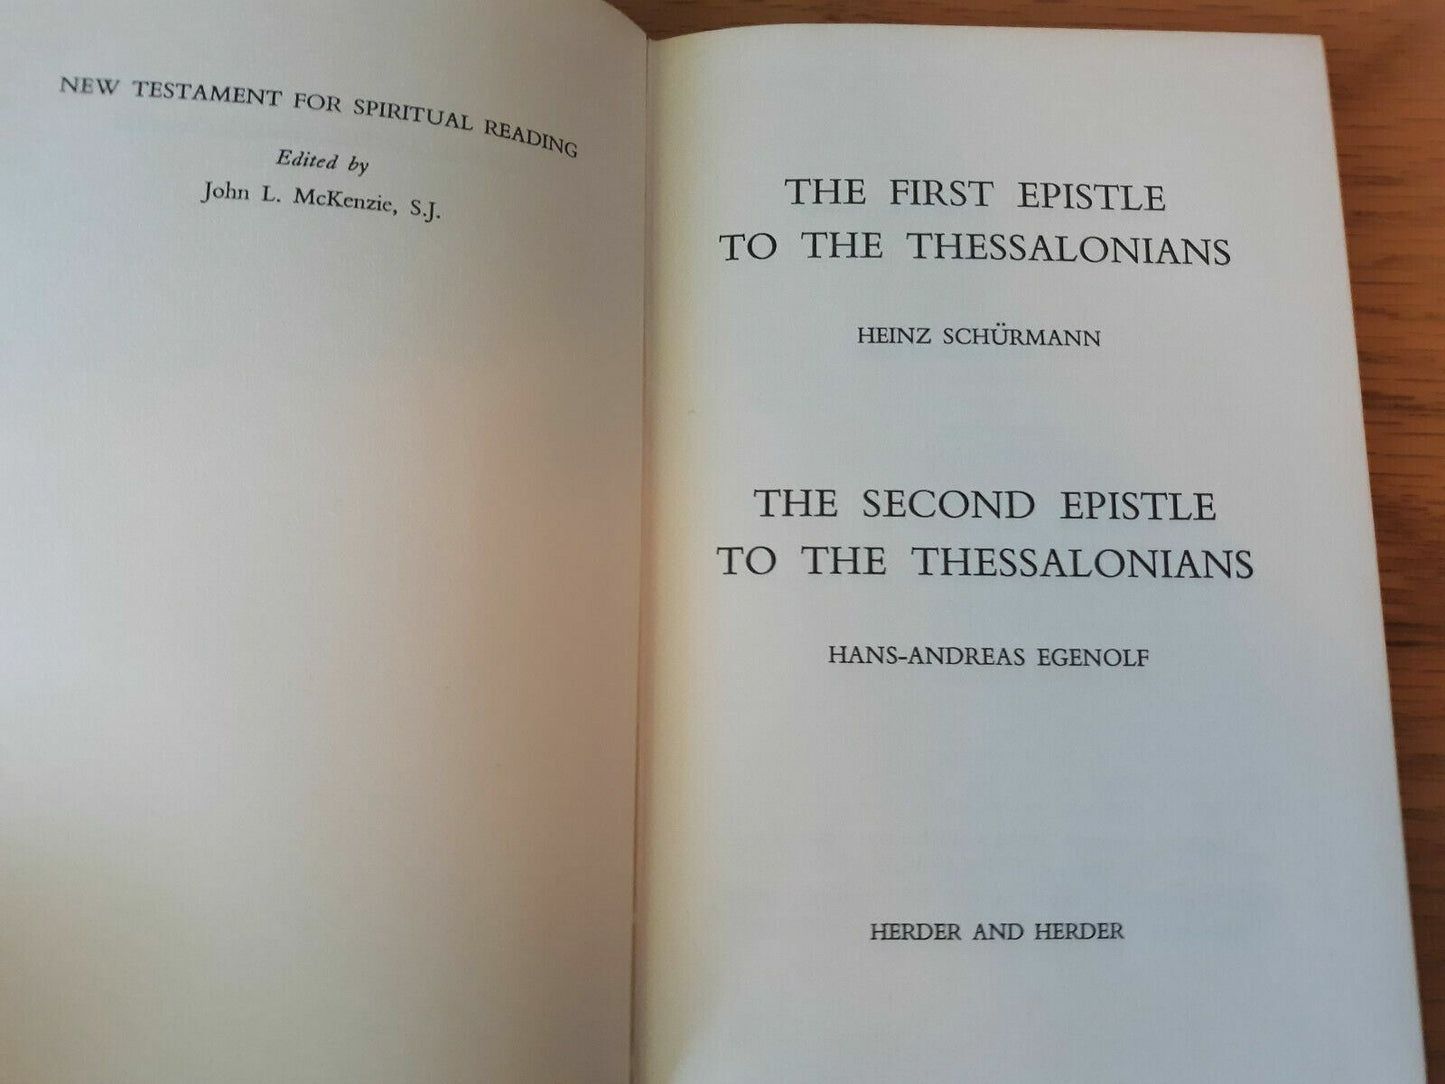 NEW TESTAMENT FOR SPIRITUAL READING
Edited by
John L. McKenzie, S.J.
THE FIRST EPISTLE
TO THE THESSALONIANS
HEINZ SCHÜRMANN
THE SECOND EPISTLE
TO THE THESSALONIANS
HANS-ANDREAS EGENOLF
HERDER AND HERDER